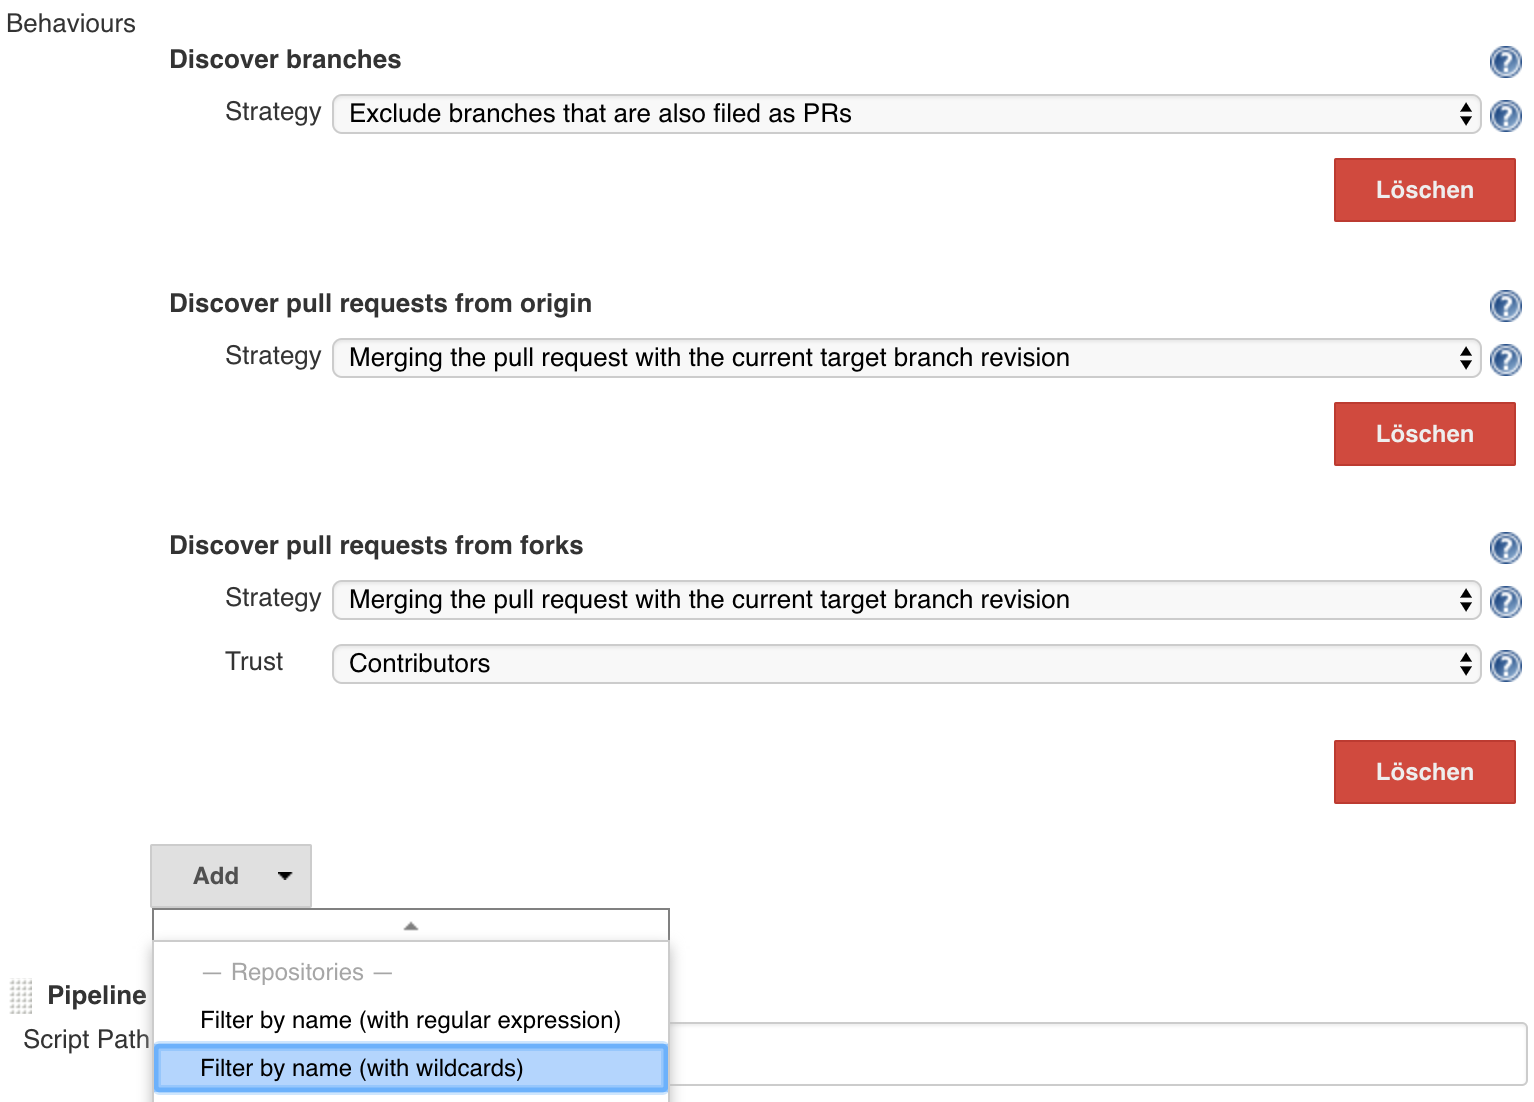 Behaviours
Discover branches
Strategy Exclude branches that are also filed as PRs
Löschen
Discover pull requests from origin
Strategy Merging the pull request with the current target branch revision
Löschen
Discover pull requests from forks
Strategy Merging the pull request with the current target branch revision
Trust Contributors
Löschen
Add
— Repositories —
Pipeline
Filter by name (with regular expression)
Script Path
Filter by name (with wildcards)